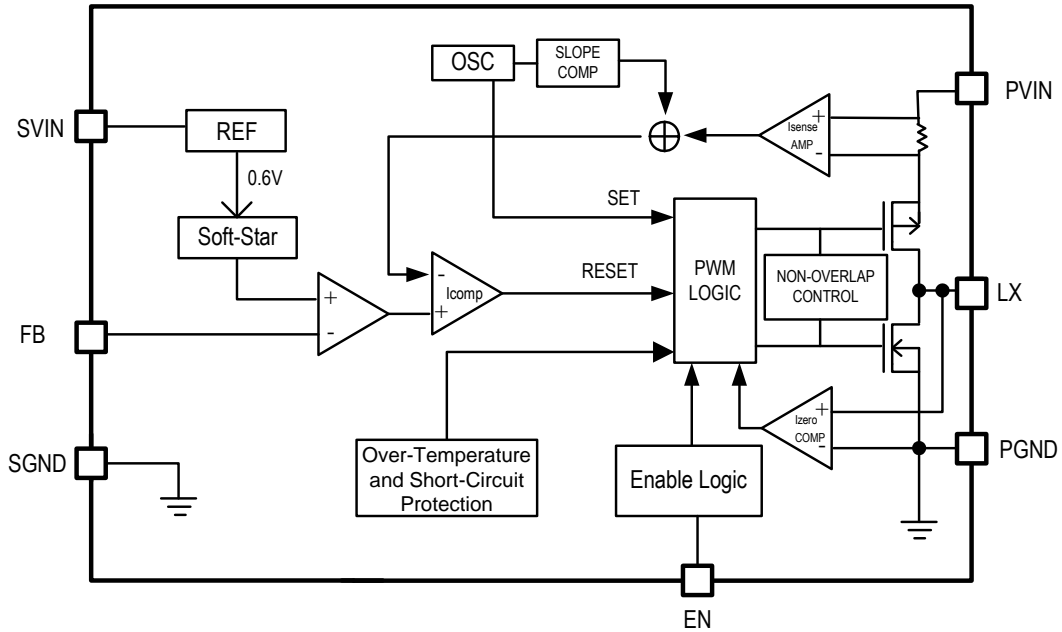 OSC
SLOPE
COMP
PVIN
SVIN
REF
+
Isense
AMP
-
0.6V
SET
Soft-Star
PWM
LOGIC
RESET
-
Icomp
+
NON-OVERLAP
CONTROL
LX
+
-
FB
Izero
COMP
+
-
SGND
Over-Temperature
and Short-Circuit
Protection
Enable Logic
PGND
EN